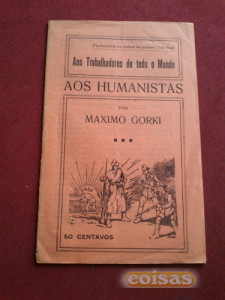 Aos Trabalhadores de todo o Mundo
AOS HUMANISTAS
POR
MAXIMO GORKI
50 CENTAVOS
coisas